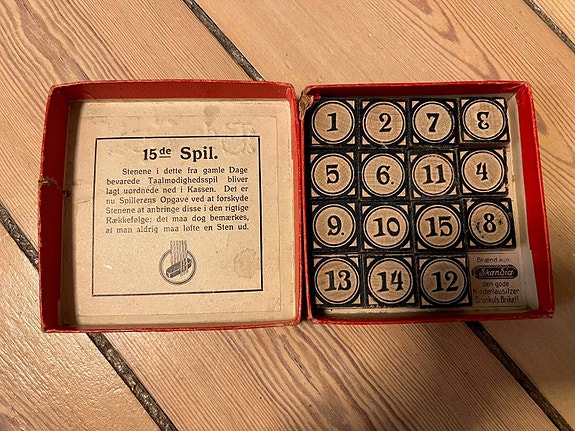 15de Spil.
Stenene i dette fra gamle Dage
bevarede Taalmodighedsspil bliver
lagt uordnede ned i Kassen. Det er
nu Spillerens Opgave ved at forskyde
Stenene at anbringe disse i den rigtige
Rækkefølge; det maa dog bemærkes,
at man aldrig maa løfte en Sten ud.
1 2 7 3
5 6. 11 4
9. 10 15 8
13 14 12
Brænd kun
Skandia
den gode
Niederlausitzer
Brunkuls Briket!